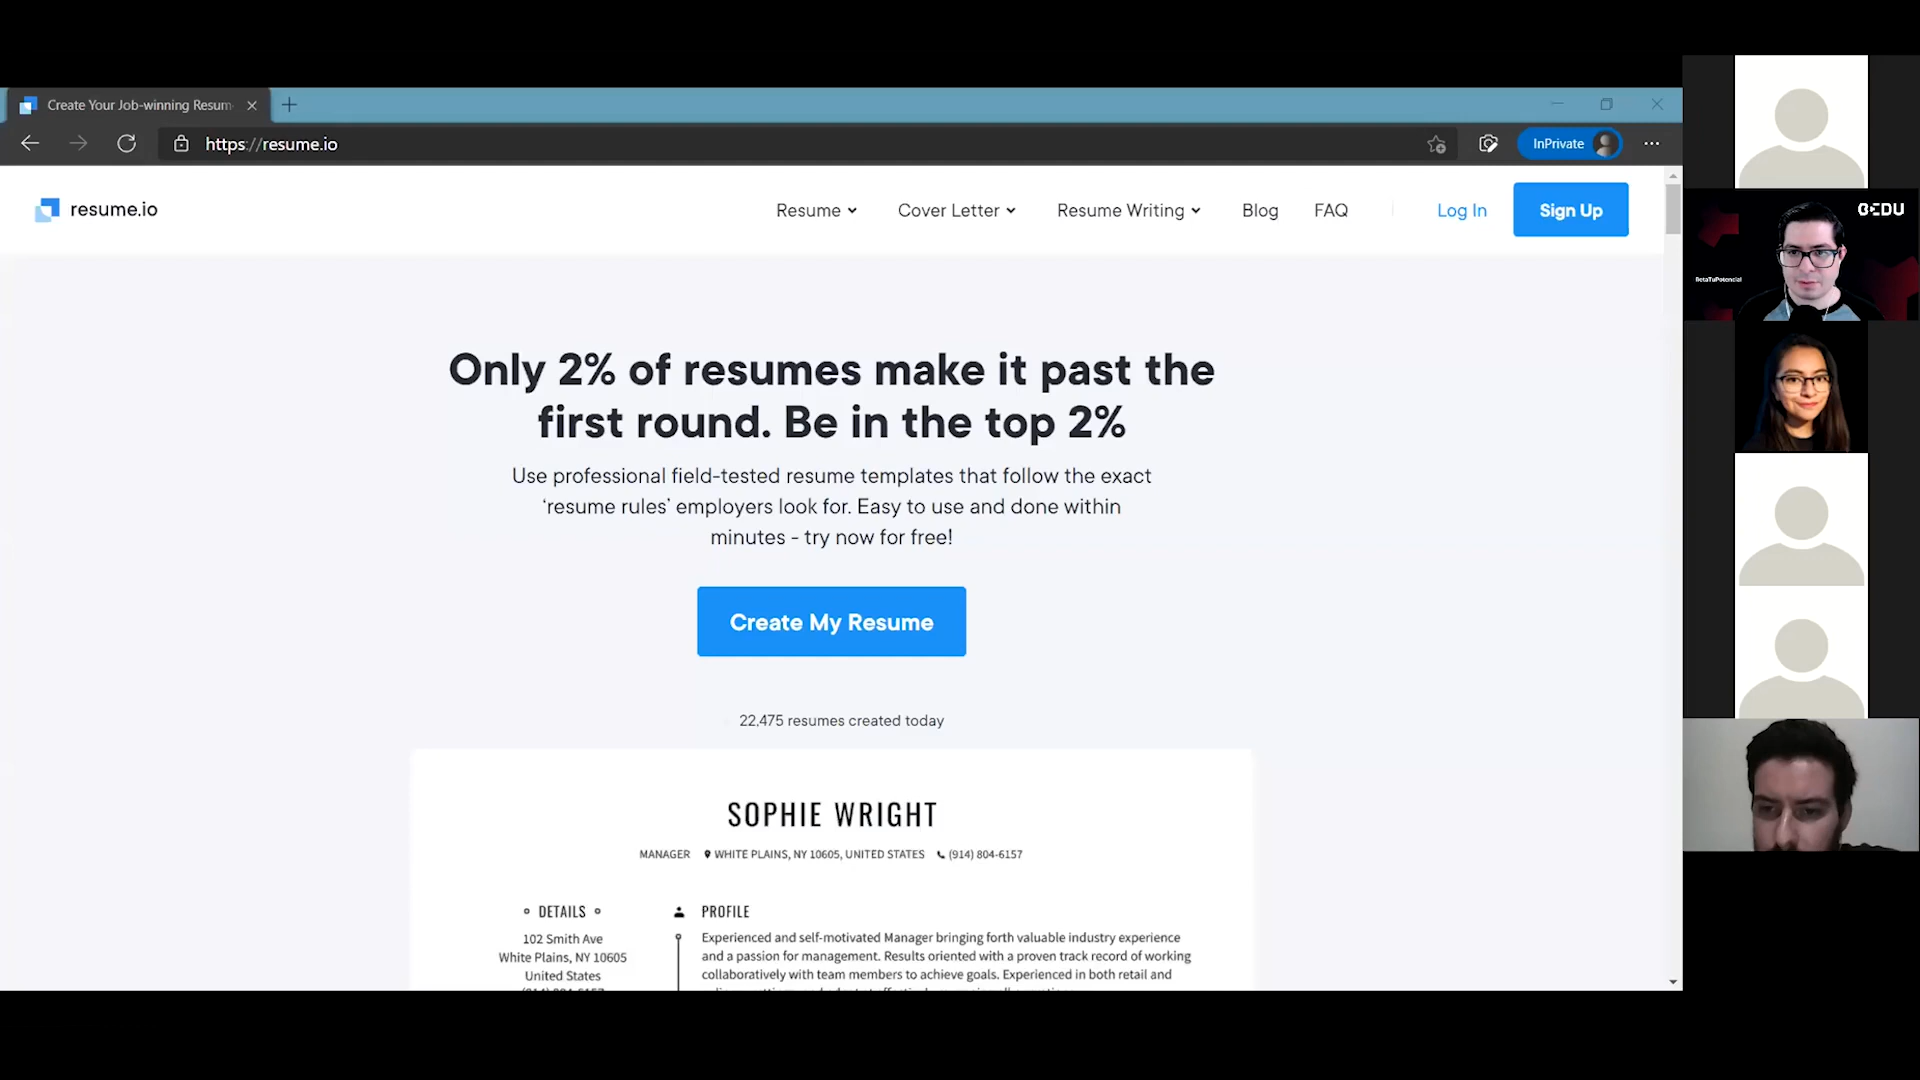 Create Your Job-winning Resum
https://resume.io
InPrivate
resume.io
Resume
Cover Letter
Resume Writing
Blog
FAQ
Log In
Sign Up
Only 2% of resumes make it past the
first round. Be in the top 2%
Use professional field-tested resume templates that follow the exact
‘resume rules’ employers look for. Easy to use and done within
minutes - try now for free!
Create My Resume
22,475 resumes created today
SOPHIE WRIGHT
MANAGER WHITE PLAINS, NY 10605, UNITED STATES (914) 804-6157
DETAILS
102 Smith Ave
White Plains, NY 10605
United States
PROFILE
Experienced and self-motivated Manager bringing forth valuable industry experience
and a passion for management. Results oriented with a proven track record of working
collaboratively with team members to achieve goals. Experienced in both retail and
BEDU
BetaTuPotencial